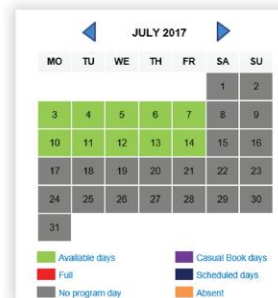 JULY 2017
MO TU WE TH FR SA SU
1 2
3 4 5 6 7 8 9
10 11 12 13 14 15 16
17 18 19 20 21 22 23
24 25 26 27 28 29 30
31
Available days Casual Book days
Full Scheduled days
No program day Absent